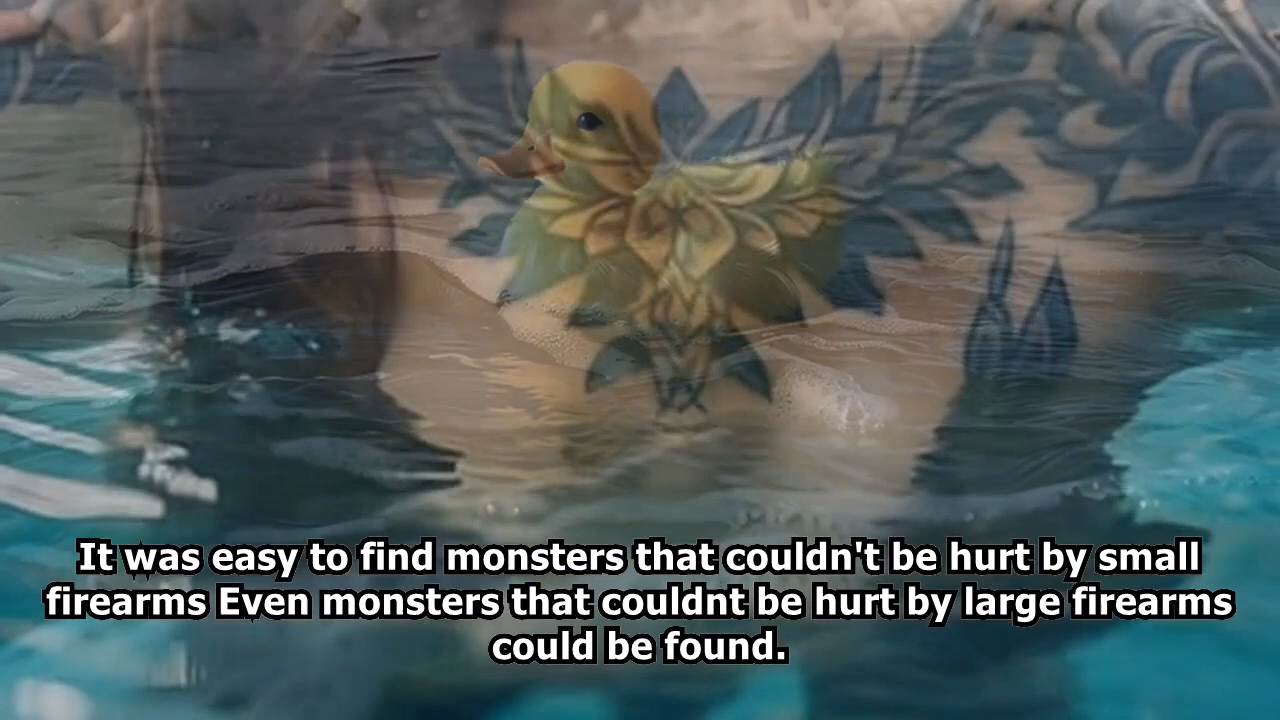 It was easy to find monsters that couldn't be hurt by small
firearms Even monsters that couldnt be hurt by large firearms
could be found.